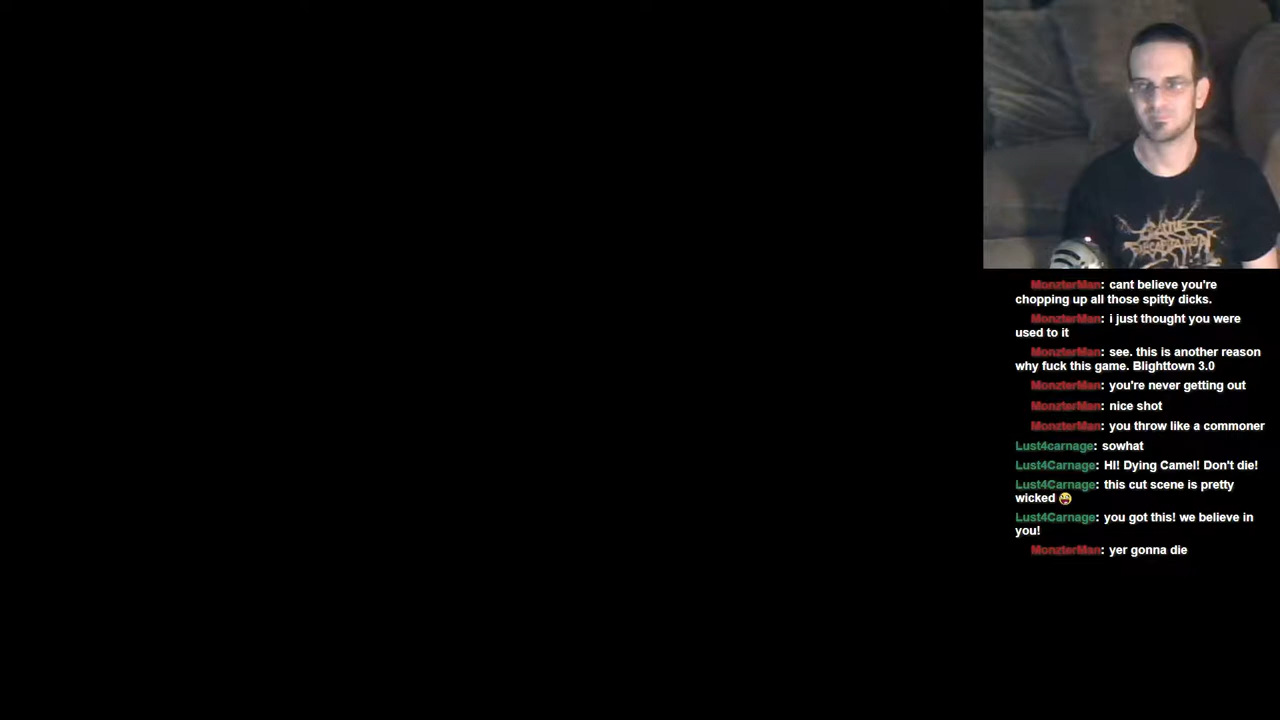 MonzterMan: cant believe you're
chopping up all those spitty dicks.
MonzterMan: i just thought you were
used to it
MonzterMan: see. this is another reason
why fuck this game. Blighttown 3.0
MonzterMan: you're never getting out
MonzterMan: nice shot
MonzterMan: you throw like a commoner
Lust4carnage: sowhat
Lust4Carnage: HI! Dying Camel! Don't die!
Lust4Carnage: this cut scene is pretty
wicked 😜
Lust4Carnage: you got this! we believe in
you!
MonzterMan: yer gonna die